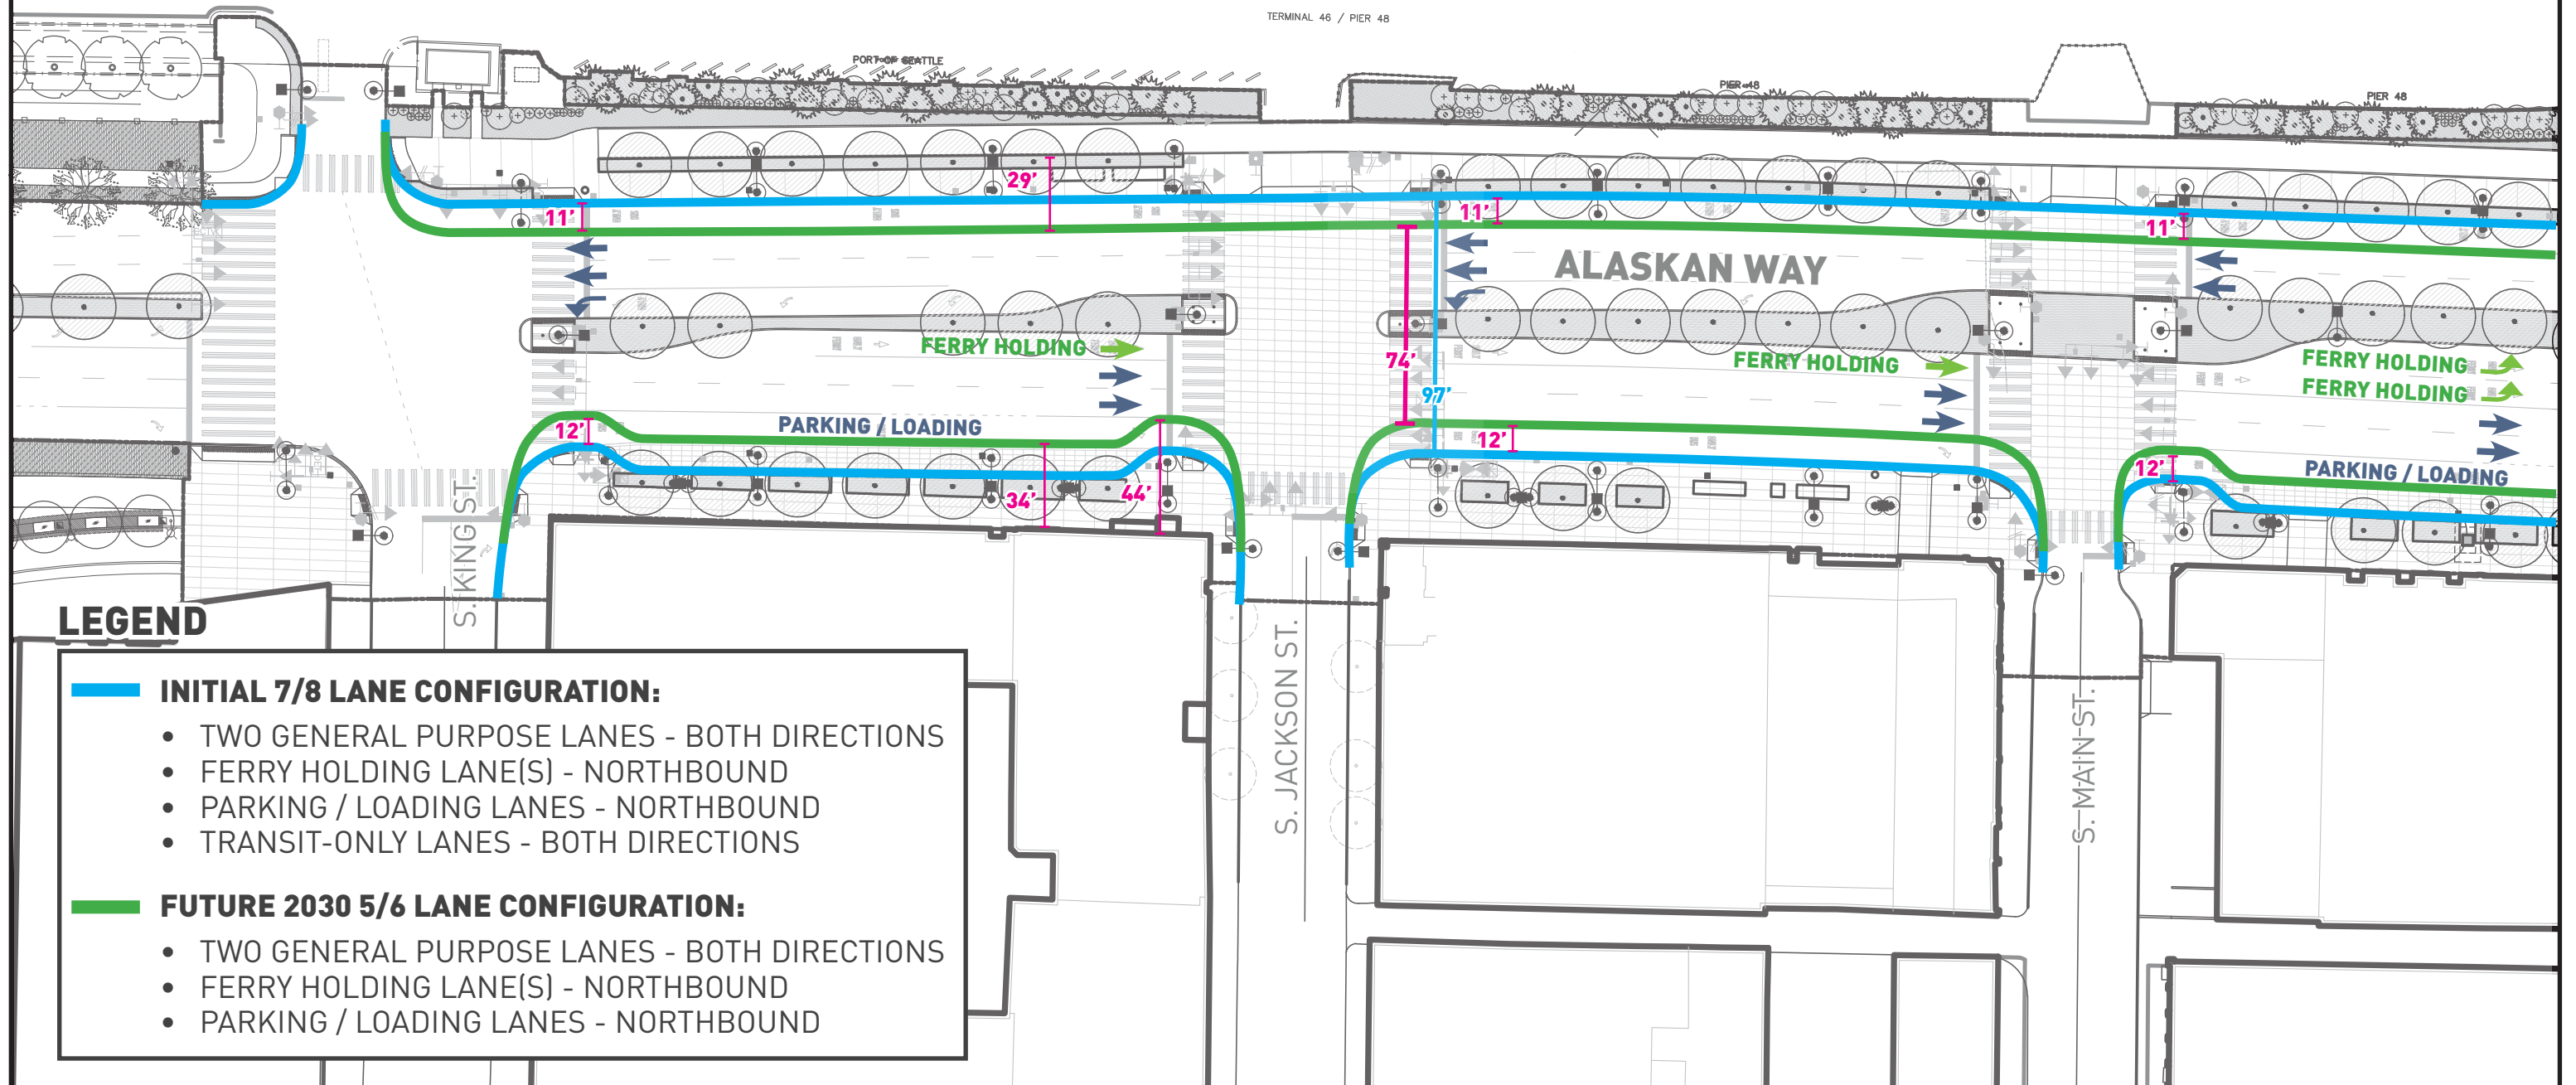 TERMINAL 46 / PIER 48
PORT OF SEATTLE
PIER 48
PIER 48
29'
11'
11'
11'
ALASKAN WAY
FERRY HOLDING
74'
97'
FERRY HOLDING
FERRY HOLDING
FERRY HOLDING
12'
PARKING / LOADING
12'
12'
PARKING / LOADING
34'
44'
S. KING ST.
S. JACKSON ST.
S. MAIN ST.
LEGEND
INITIAL 7/8 LANE CONFIGURATION:
• TWO GENERAL PURPOSE LANES - BOTH DIRECTIONS
• FERRY HOLDING LANE(S) - NORTHBOUND
• PARKING / LOADING LANES - NORTHBOUND
• TRANSIT-ONLY LANES - BOTH DIRECTIONS
FUTURE 2030 5/6 LANE CONFIGURATION:
• TWO GENERAL PURPOSE LANES - BOTH DIRECTIONS
• FERRY HOLDING LANE(S) - NORTHBOUND
• PARKING / LOADING LANES - NORTHBOUND